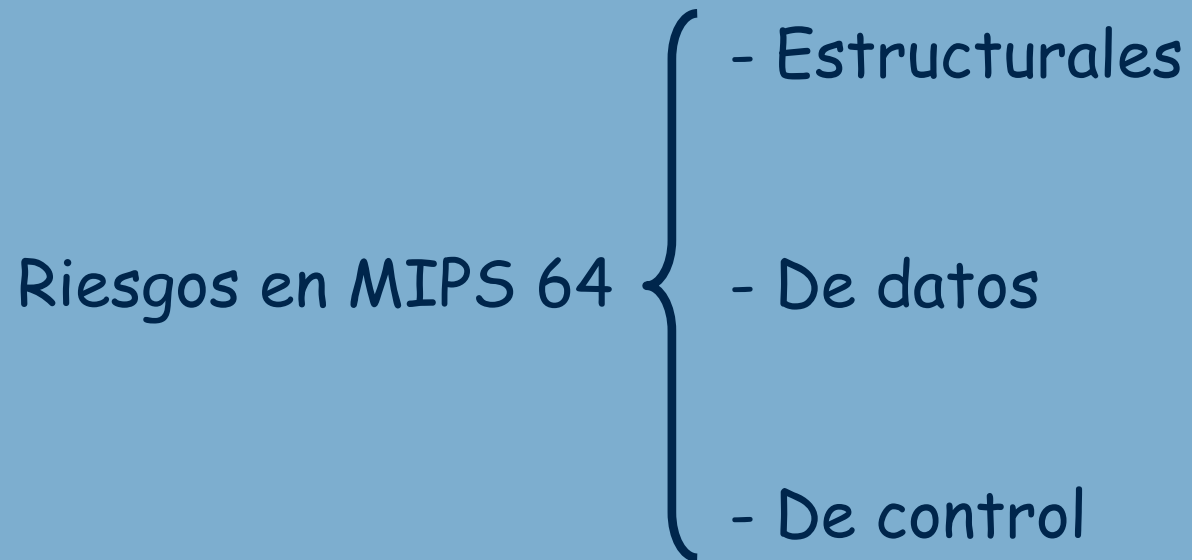 - Estructurales
Riesgos en MIPS 64
- De datos
- De control